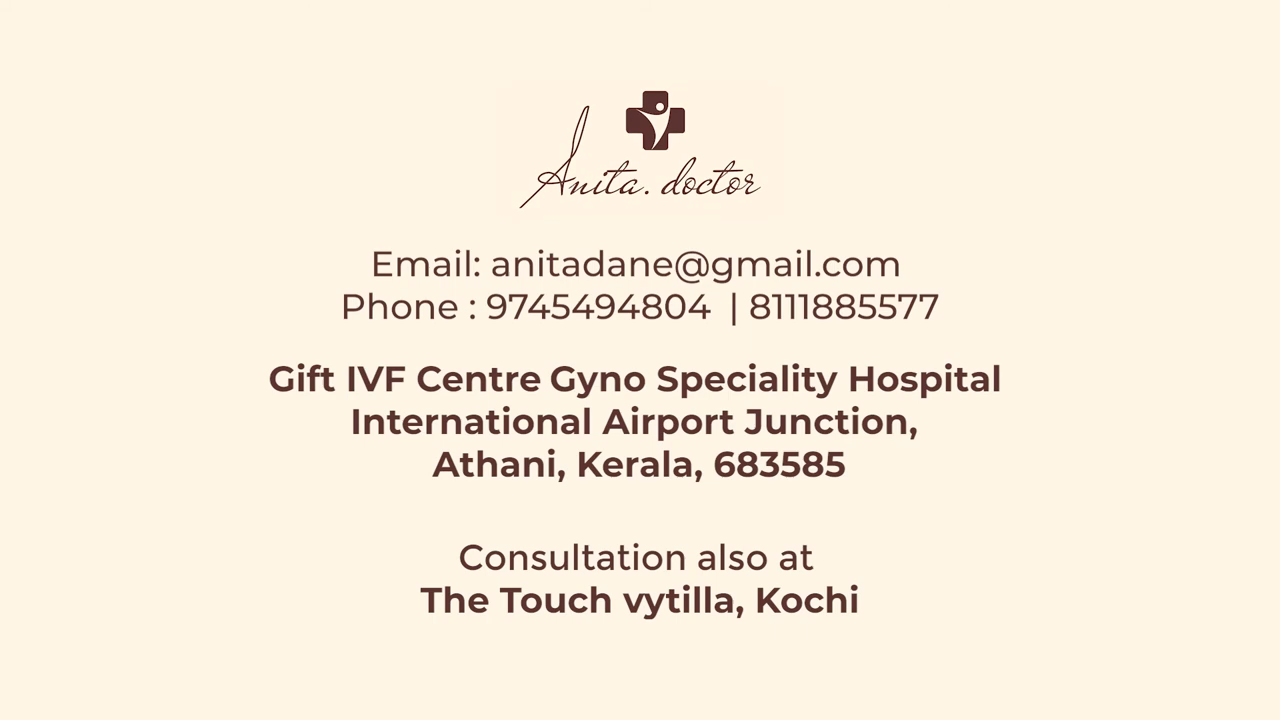 Anita. doctor
Email: anitadane@gmail.com
Phone : 9745494804 | 8111885577
Gift IVF Centre Gyno Speciality Hospital
International Airport Junction,
Athani, Kerala, 683585
Consultation also at
The Touch vytilla, Kochi